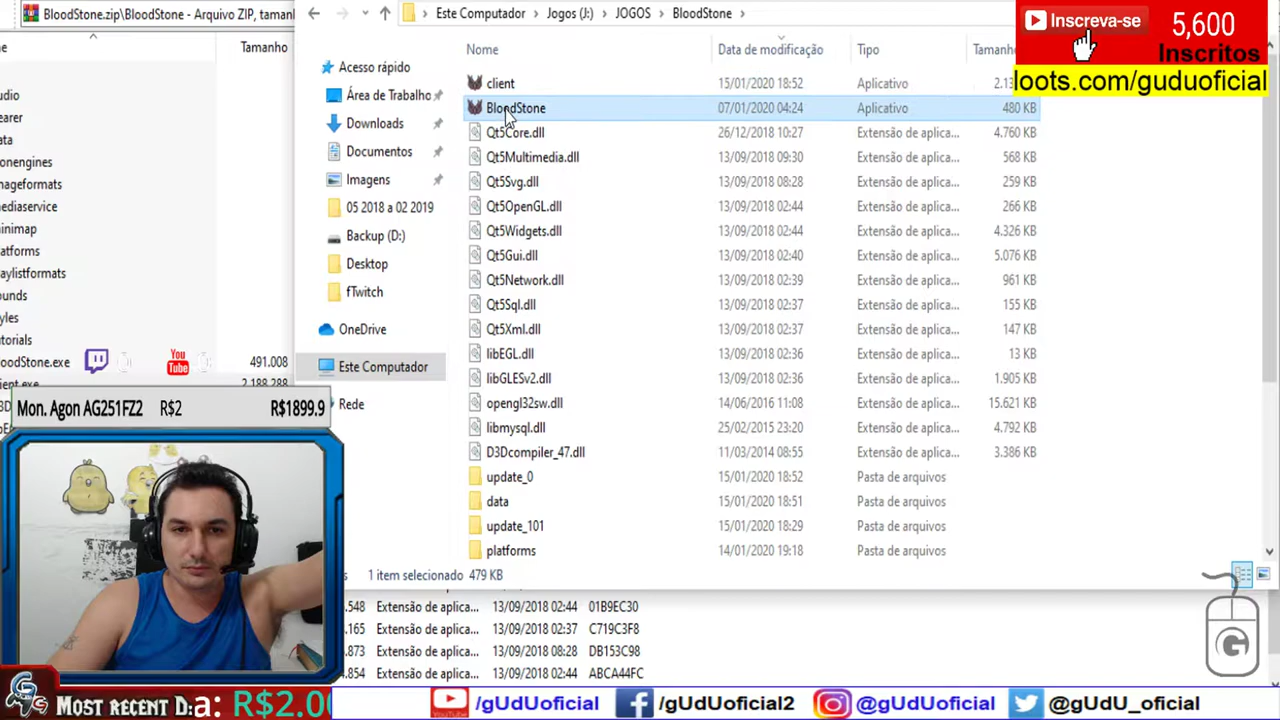 BloodStone.zip\BloodStone - Arquivo ZIP, taman
Este Computador > Jogos (J:) > JOGOS > BloodStone >
Inscreva-se
5,600
Inscritos
loots.com/guduoficial
Tamanho
Acesso rápido
Área de Trabalho
Downloads
Documentos
Imagens
05 2018 a 02 2019
Backup (D:)
Desktop
fTwitch
OneDrive
Este Computador
Rede
Nome Data de modificação Tipo Tamanho
client 15/01/2020 18:52 Aplicativo
BloodStone 07/01/2020 04:24 Aplicativo 480 KB
Qt5Core.dll 26/12/2018 10:27 Extensão de aplica... 4.760 KB
Qt5Multimedia.dll 13/09/2018 09:30 Extensão de aplica... 568 KB
Qt5Svg.dll 13/09/2018 08:28 Extensão de aplica... 259 KB
Qt5OpenGL.dll 13/09/2018 02:44 Extensão de aplica... 266 KB
Qt5Widgets.dll 13/09/2018 02:44 Extensão de aplica... 4.326 KB
Qt5Gui.dll 13/09/2018 02:40 Extensão de aplica... 5.076 KB
Qt5Network.dll 13/09/2018 02:39 Extensão de aplica... 961 KB
Qt5Sql.dll 13/09/2018 02:37 Extensão de aplica... 155 KB
Qt5Xml.dll 13/09/2018 02:37 Extensão de aplica... 147 KB
libEGL.dll 13/09/2018 02:36 Extensão de aplica... 13 KB
libGLESv2.dll 13/09/2018 02:36 Extensão de aplica... 1.905 KB
opengl32sw.dll 14/06/2016 11:08 Extensão de aplica... 15.621 KB
libmysql.dll 25/02/2015 23:20 Extensão de aplica... 4.792 KB
D3Dcompiler_47.dll 11/03/2014 08:55 Extensão de aplica... 3.386 KB
update_0 15/01/2020 18:52 Pasta de arquivos
data 15/01/2020 18:51 Pasta de arquivos
update_101 15/01/2020 18:29 Pasta de arquivos
platforms 14/01/2020 19:18 Pasta de arquivos
1 item selecionado 479 KB
udio
earer
ata
onengines
nageformats
ediaservice
inimap
atforms
aylistformats
ounds
yles
torials
oodStone.exe 491.008
ient.exe 2.188.288
You
Tube
Mon. Agon AG251FZ2 R$2 R$1899.9
.548 Extensão de aplica... 13/09/2018 02:44 01B9EC30
.165 Extensão de aplica... 13/09/2018 02:37 C719C3F8
.873 Extensão de aplica... 13/09/2018 08:28 DB153C98
.854 Extensão de aplica... 13/09/2018 02:44 ABCA44FC
G
Most recent D:a: R$2.00
/gUdUoficial /gUdUoficial2 @gUdUoficial @gUdU_oficial